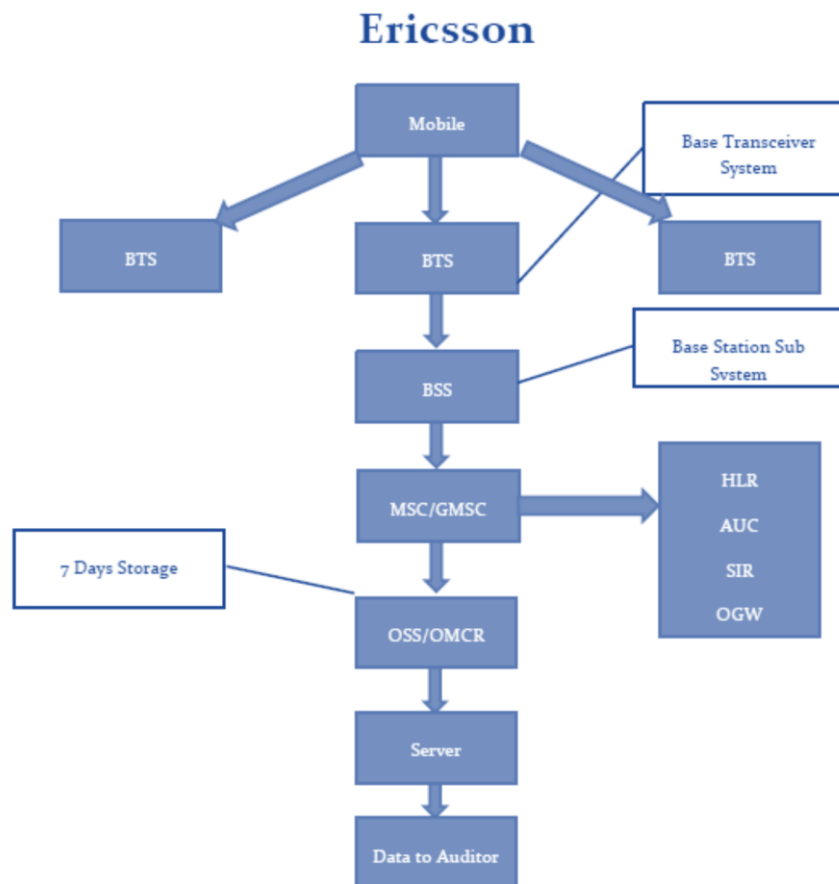 Ericsson
Mobile
Base Transceiver
System
BTS
BTS
BTS
Base Station Sub
System
BSS
HLR
MSC/GMSC
AUC
7 Days Storage
SIR
OGW
OSS/OMCR
Server
Data to Auditor